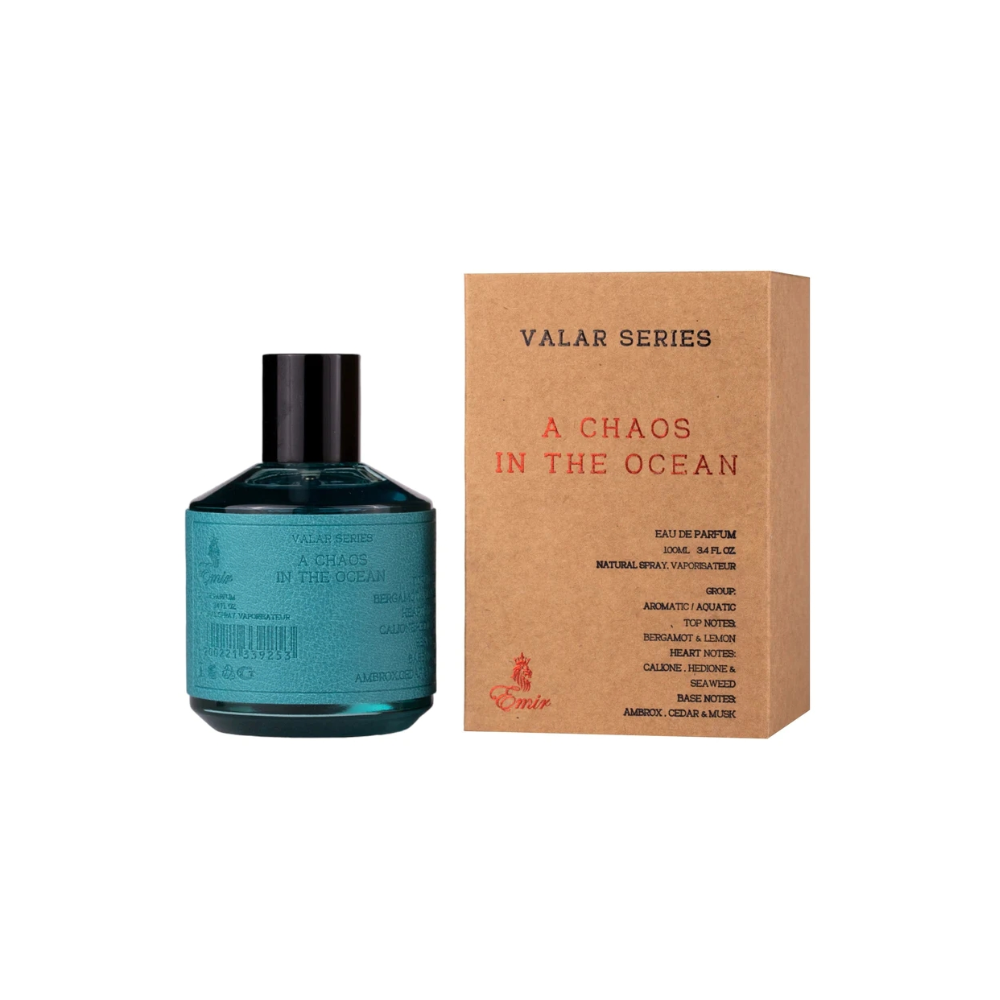 VALAR SERIES
A CHAOS
IN THE OCEAN
EAU DE PARFUM
100ML 3.4 FL OZ
NATURAL SPRAY. VAPORISATEUR
GROUP:
AROMATIC / AQUATIC
TOP NOTES:
BERGAMOT & LEMON
HEART NOTES:
CALIONE . HEDIONE &
SEAWEED
BASE NOTES:
AMBROX . CEDAR & MUSK
Emir
VALAR SERIES
A CHAOS
IN THE OCEAN
Emir
VAPORISATEUR